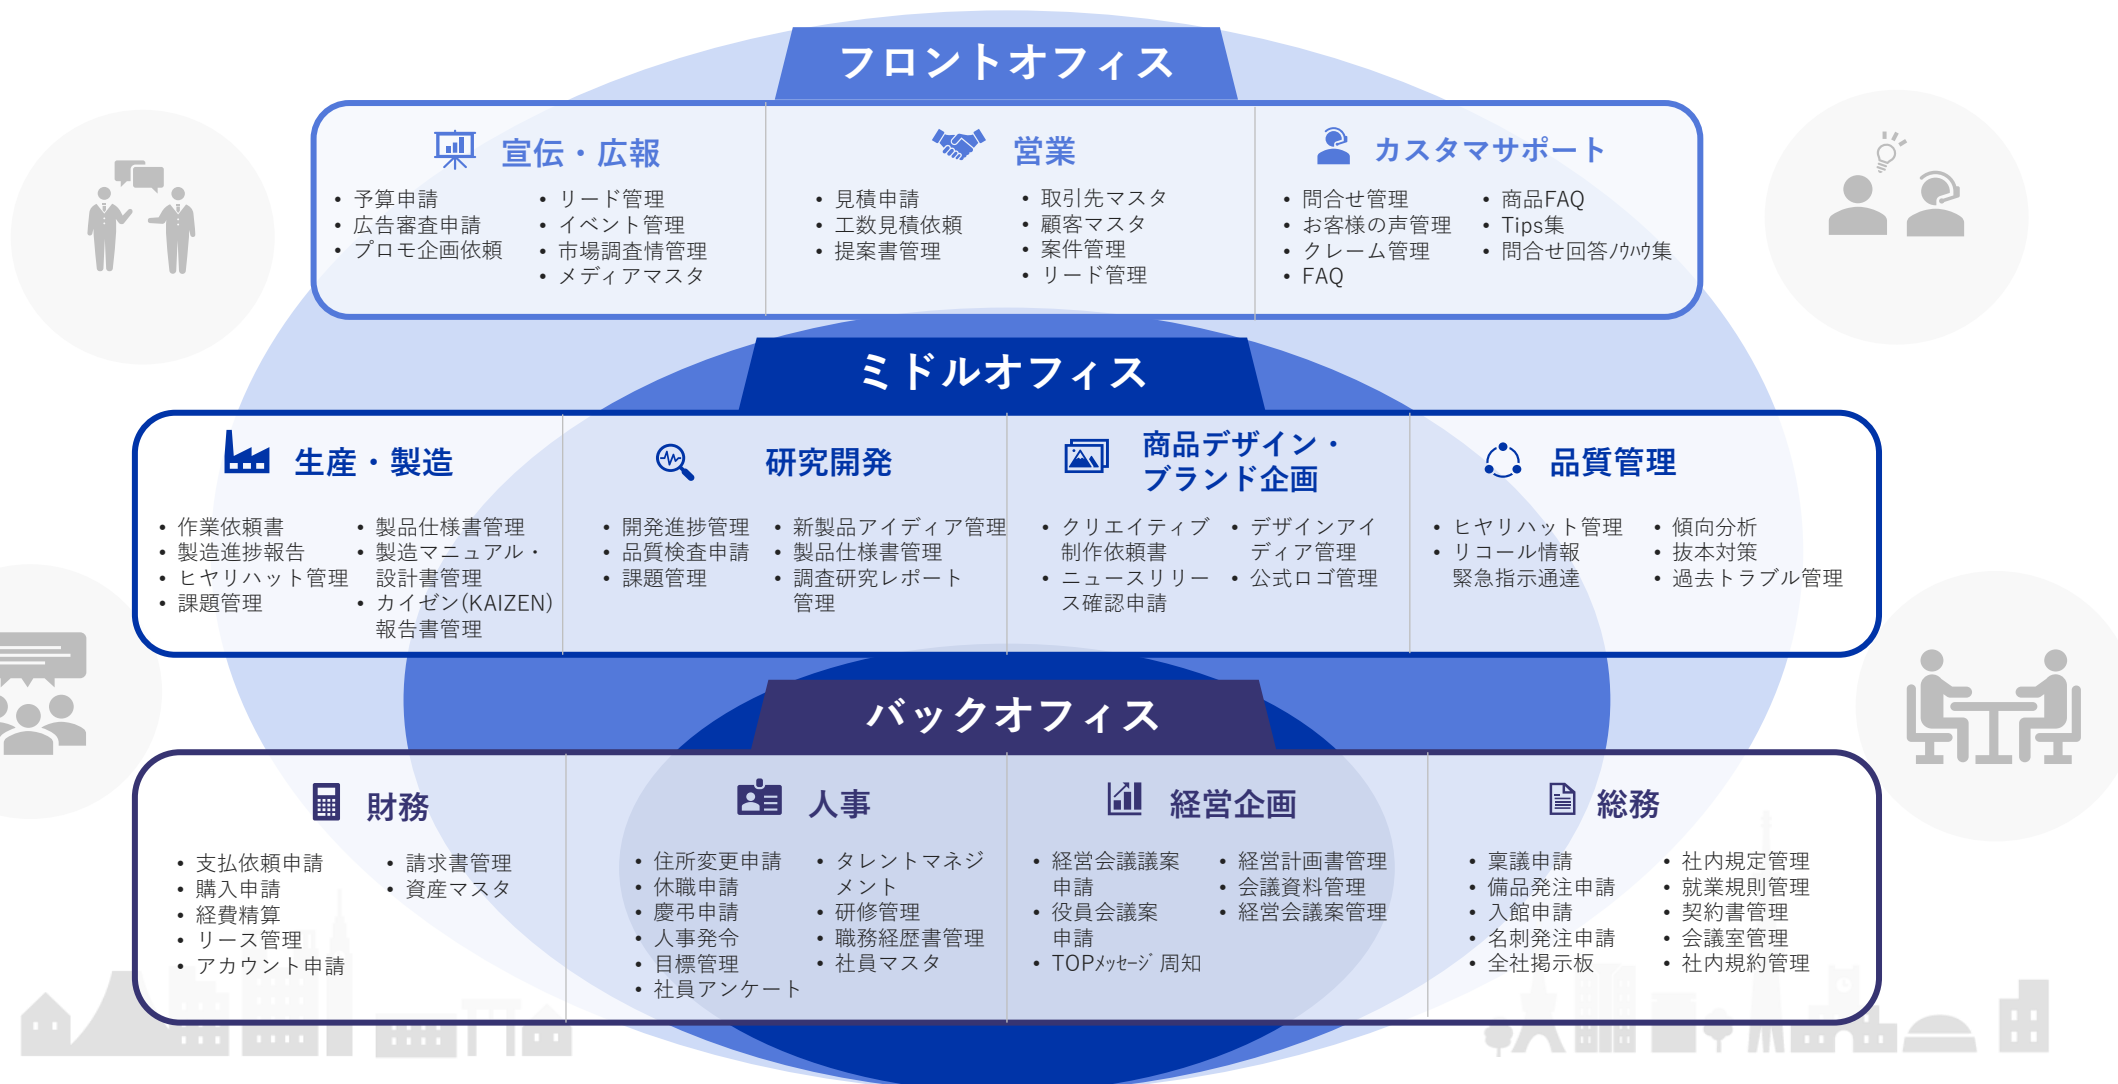 フロントオフィス
宣伝・広報
• 予算申請
• 広告審査申請
• プロモ企画依頼
• リード管理
• イベント管理
• 市場調査情管理
• メディアマスタ
営業
• 見積申請
• 工数見積依頼
• 提案書管理
• 取引先マスタ
• 顧客マスタ
• 案件管理
• リード管理
カスタマサポート
• 問合せ管理
• お客様の声管理
• クレーム管理
• FAQ
• 商品FAQ
• Tips集
• 問合せ回答ﾉｳﾊｳ集
ミドルオフィス
生産・製造
• 作業依頼書
• 製造進捗報告
• ヒヤリハット管理
• 課題管理
• 製品仕様書管理
• 製造マニュアル・
設計書管理
• カイゼン(KAIZEN)
報告書管理
研究開発
• 開発進捗管理
• 品質検査申請
• 課題管理
• 新製品アイディア管理
• 製品仕様書管理
• 調査研究レポート
管理
商品デザイン・
ブランド企画
• クリエイティブ
制作依頼書
• ニュースリリー
ス確認申請
• デザインアイ
ディア管理
• 公式ロゴ管理
品質管理
• ヒヤリハット管理
• リコール情報
緊急指示通達
• 傾向分析
• 抜本対策
• 過去トラブル管理
バックオフィス
財務
• 支払依頼申請
• 購入申請
• 経費精算
• リース管理
• アカウント申請
• 請求書管理
• 資産マスタ
人事
• 住所変更申請
• 休職申請
• 慶弔申請
• 人事発令
• 目標管理
• 社員アンケート
• タレントマネジ
メント
• 研修管理
• 職務経歴書管理
• 社員マスタ
経営企画
• 経営会議議案
申請
• 役員会議案
申請
• TOPﾒｯｾｰｼﾞ周知
• 経営計画書管理
• 会議資料管理
• 経営会議案管理
総務
• 稟議申請
• 備品発注申請
• 入館申請
• 名刺発注申請
• 全社掲示板
• 社内規定管理
• 就業規則管理
• 契約書管理
• 会議室管理
• 社内規約管理